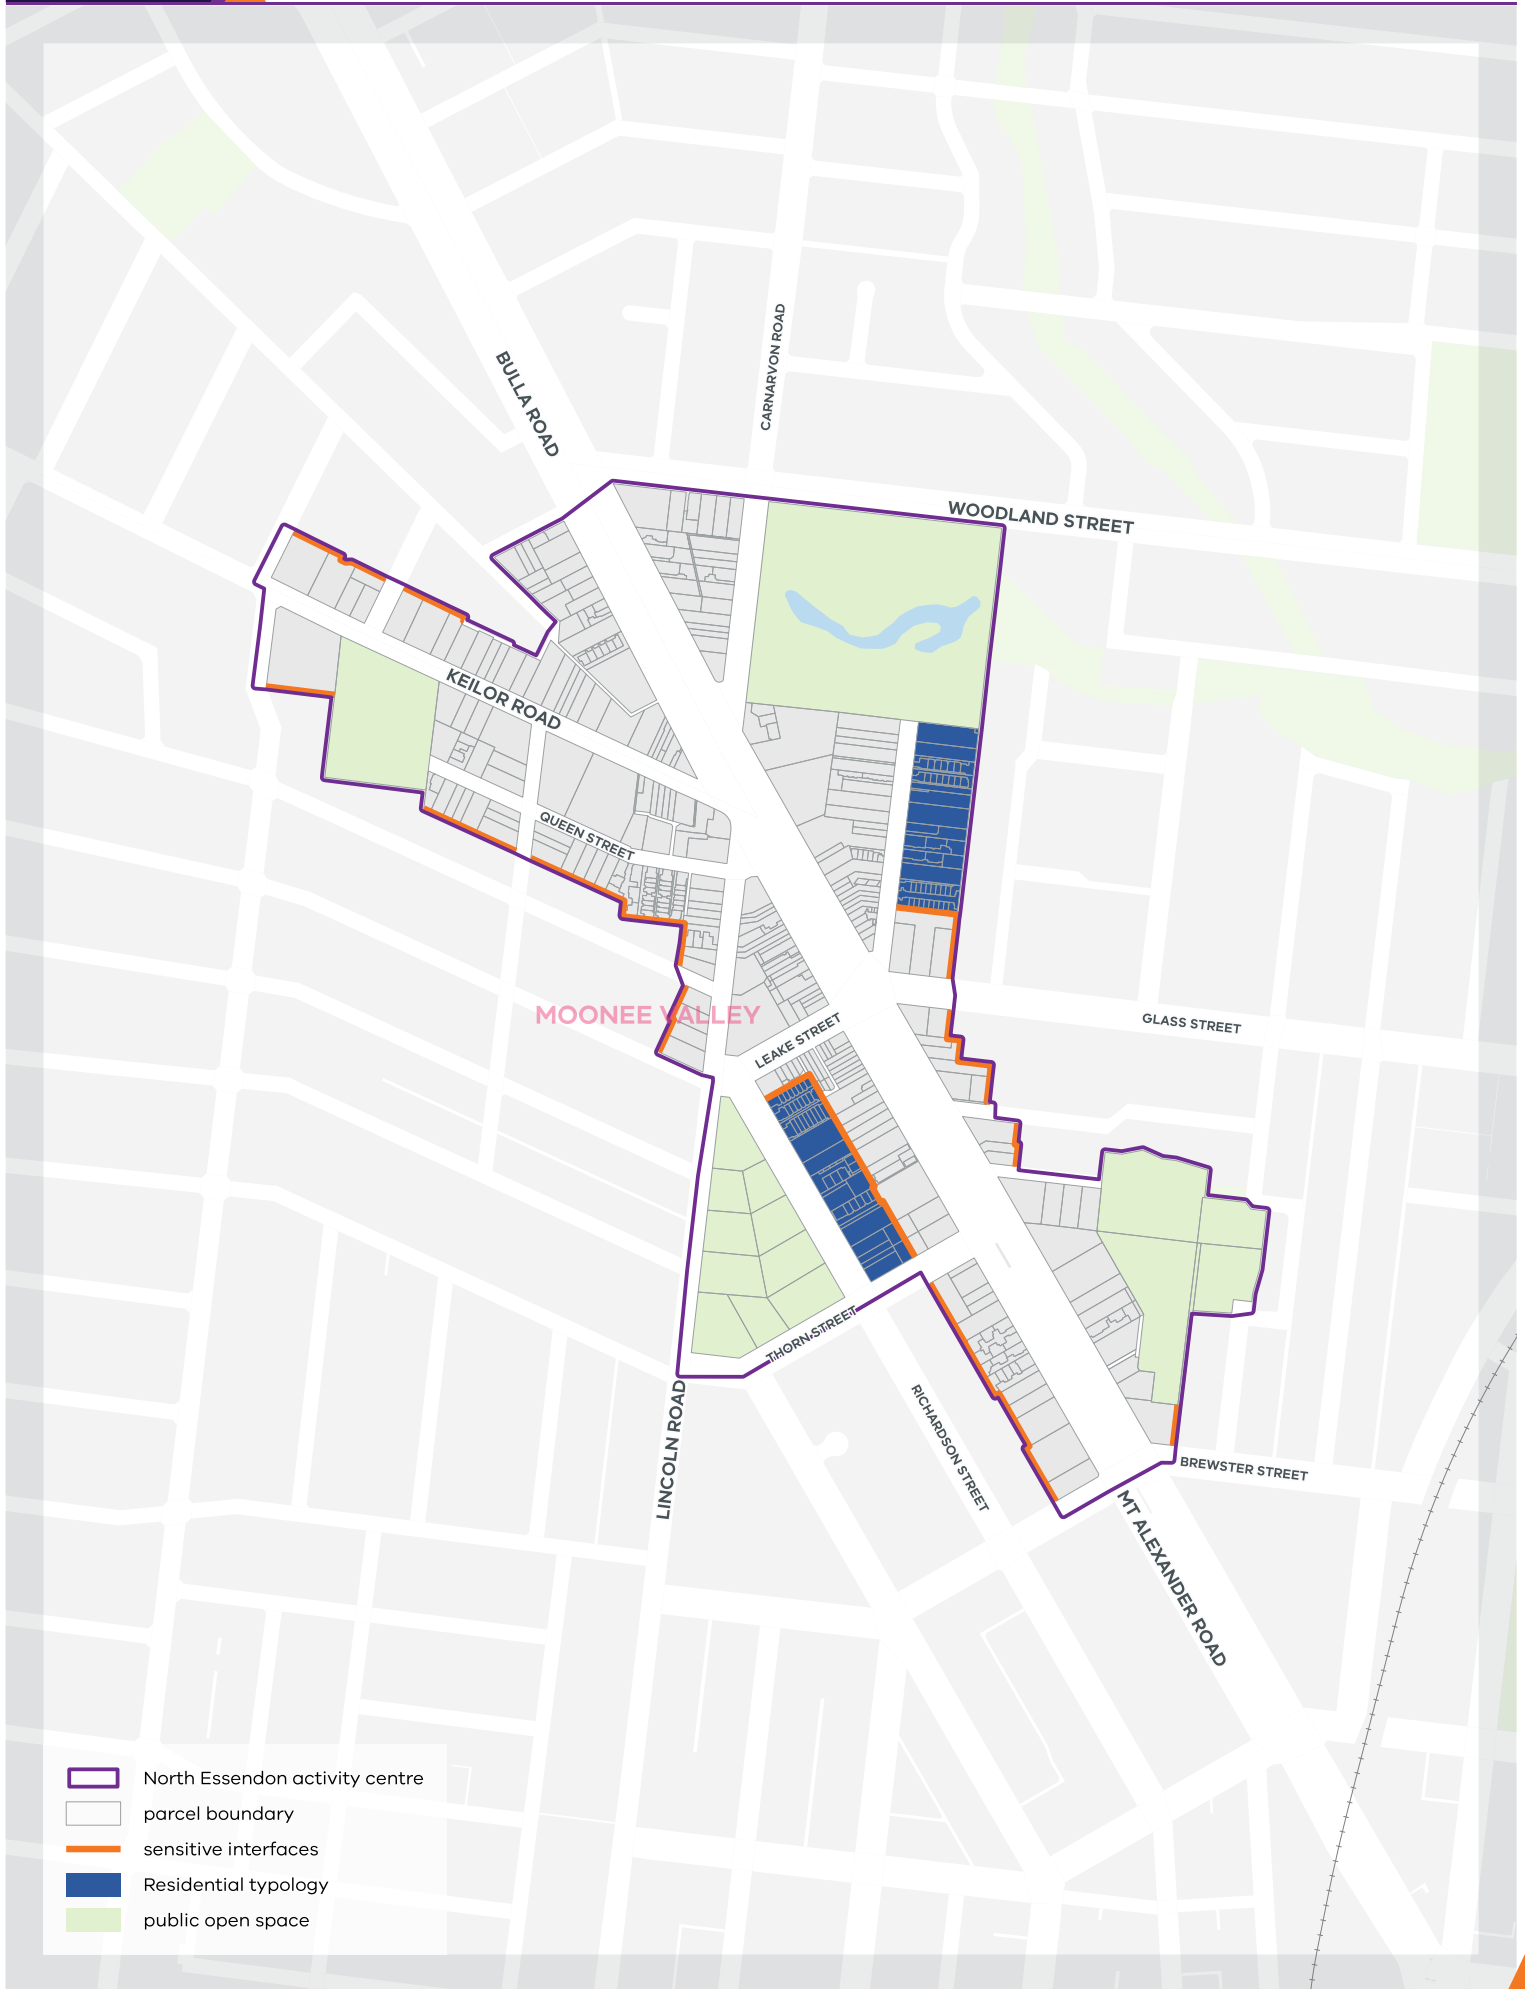 CARNARVON ROAD
BULLA ROAD
WOODLAND STREET
KEILOR ROAD
QUEEN STREET
MOONEE VALLEY
LEAKE STREET
GLASS STREET
THORN STREET
LINCOLN ROAD
RICHARDSON STREET
BREWSTER STREET
MT ALEXANDER ROAD
North Essendon activity centre
parcel boundary
sensitive interfaces
Residential typology
public open space